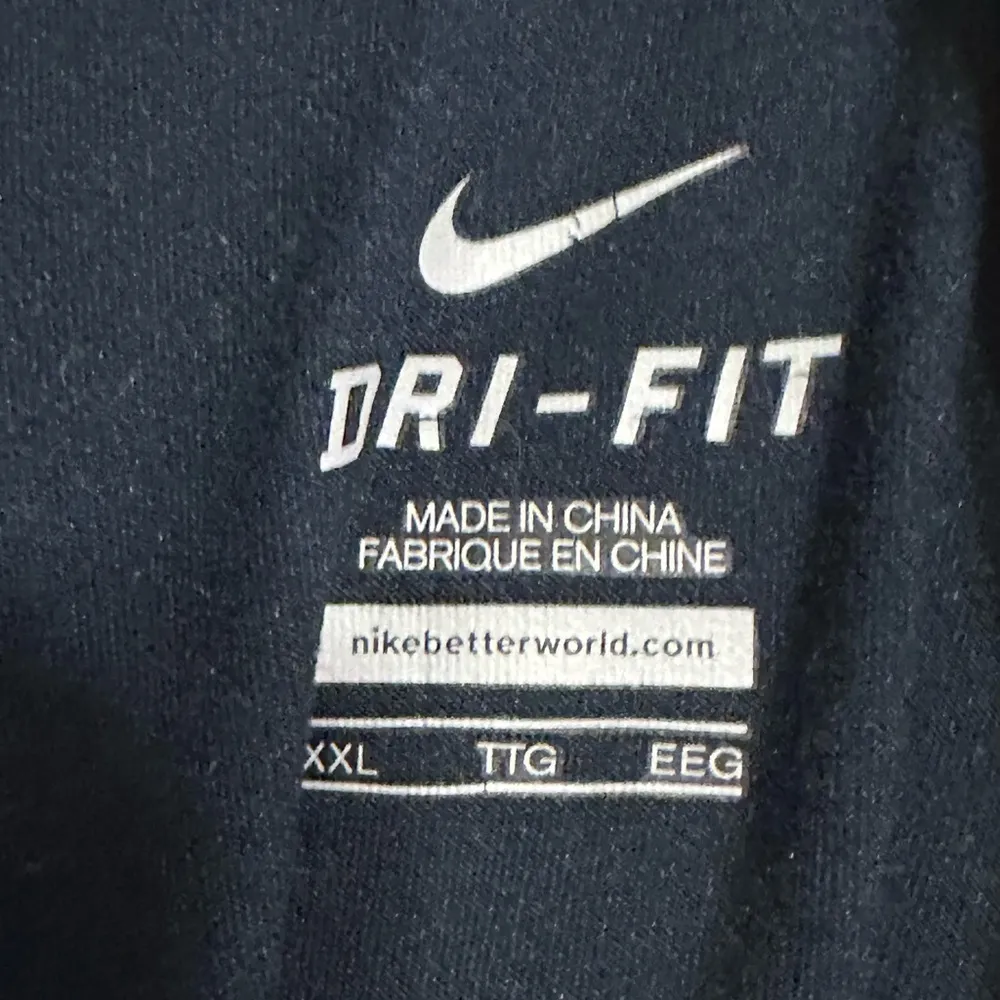 DRI-FIT
MADE IN CHINA
FABRIQUE EN CHINE
nikebetterworld.com
XXL TTG EEG